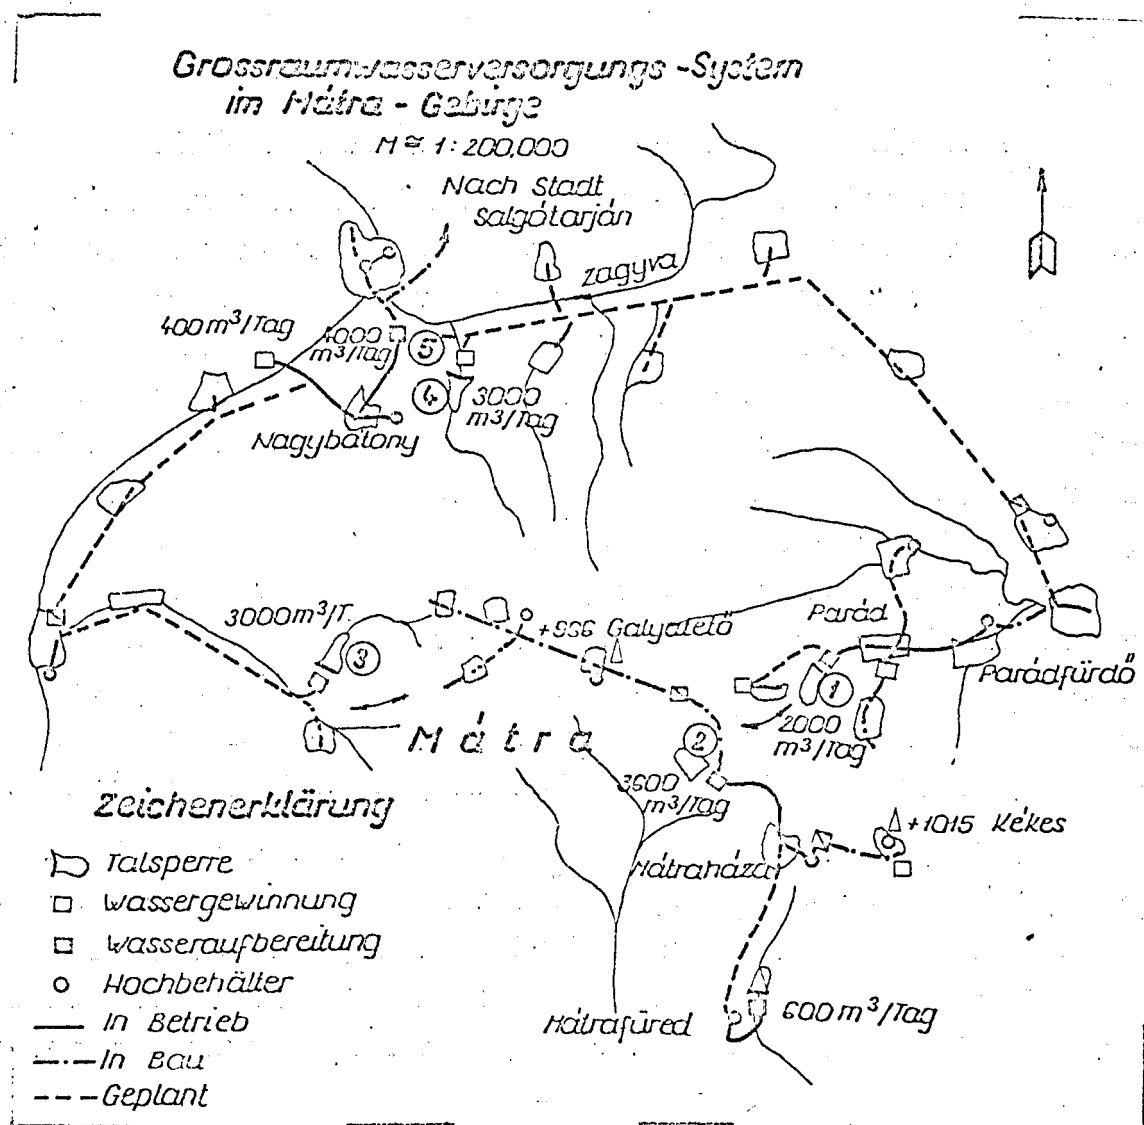 Grossraumwasserversorgungs-System
im Mátra - Gebirge
M ≅ 1:200.000
Nach Stadt
Salgótarján
Zagyva
400 m³/Tag
4000
m³/Tag
5
4
3000
m³/Tag
Nagybátony
3000 m³/T.
3
+966 Galyatető
Parád
Parádfürdő
1
2000
m³/Tag
Mátra
2
3600
m³/Tag
+1015 Kékes
Mátraháza
Mátrafüred
600 m³/Tag
Zeichenerklärung
Talsperre
Wassergewinnung
Wasseraufbereitung
Hochbehälter
In Betrieb
In Bau
Geplant